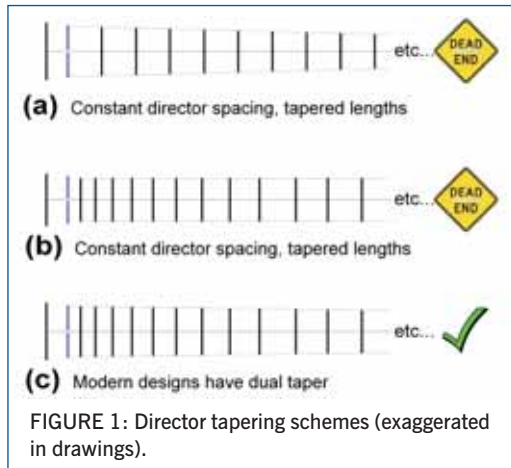 etc...
DEAD
END
(a) Constant director spacing, tapered lengths
etc...
DEAD
END
(b) Constant director spacing, tapered lengths
etc...
(c) Modern designs have dual taper
FIGURE 1: Director tapering schemes (exaggerated
in drawings).